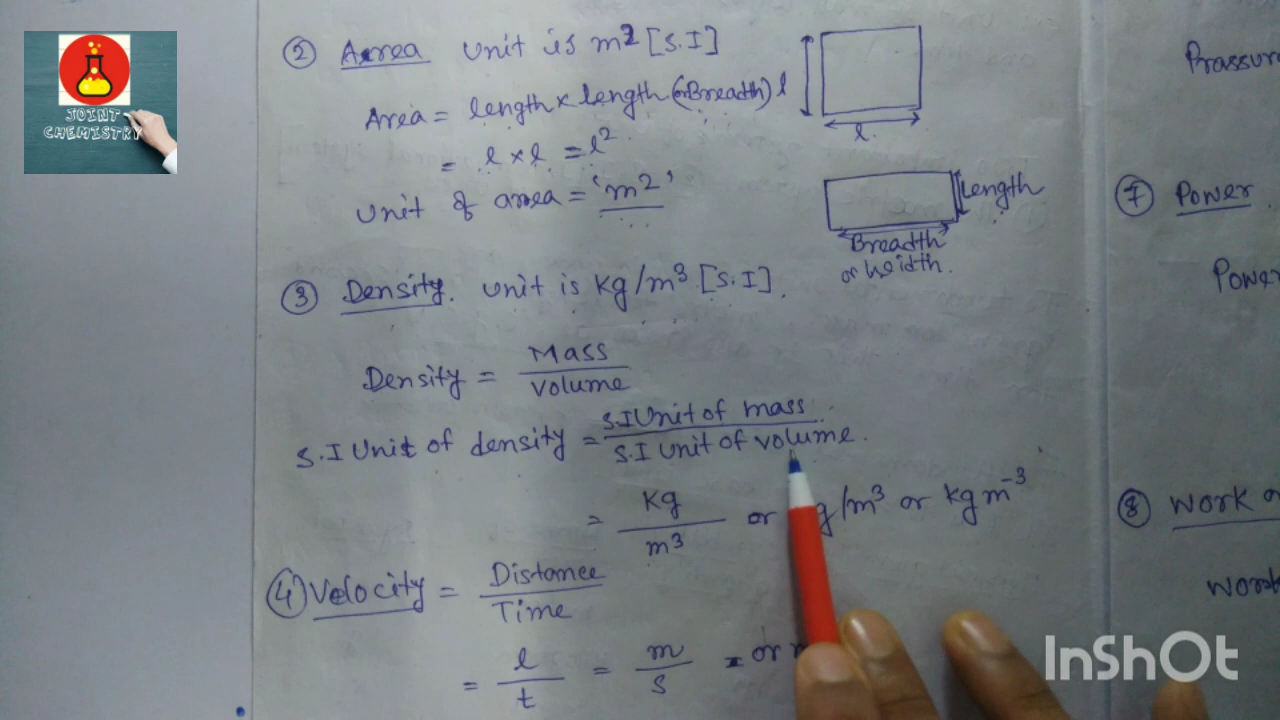 JOINT
CHEMISTRY
② Area Unit is m2 [S.I]
Area = length × length (or Breadth) l
= l × l = l²
Unit of area = 'm2'
l
Length
Breadth
or width.
③ Density. Unit is Kg/m³ [S.I].
Density = Mass / Volume
S.I Unit of density = S.I Unit of mass / S.I Unit of volume.
= Kg / m³ or g/m³ or kg m⁻³
④ Velocity = Distance / Time
= l / t = m / s = or
Prassur
⑦ Power
Power
⑧ Work o
Work
InShOt